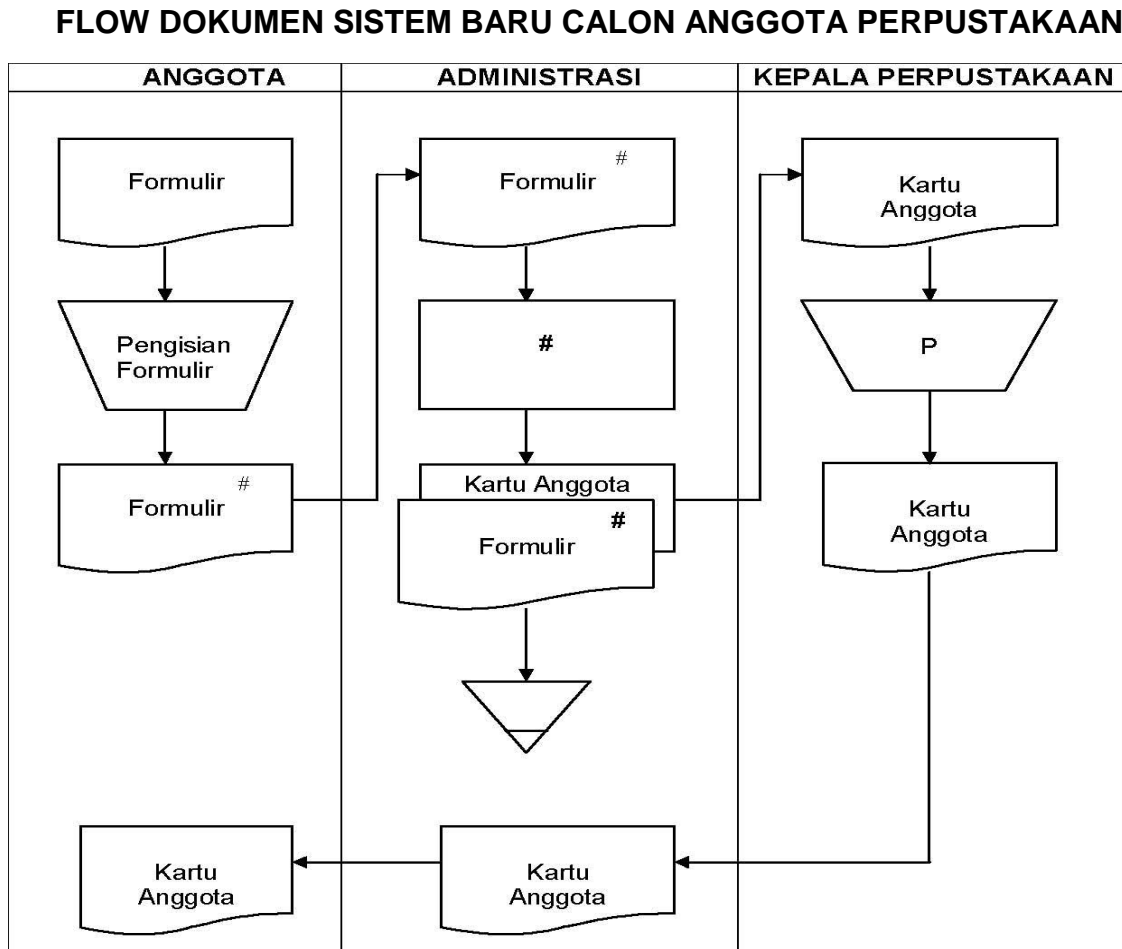 FLOW DOKUMEN SISTEM BARU CALON ANGGOTA PERPUSTAKAAN
ANGGOTA
ADMINISTRASI
KEPALA PERPUSTAKAAN
Formulir
Pengisian
Formulir
#
Formulir
#
Formulir
#
Kartu Anggota
#
Formulir
Kartu
Anggota
P
Kartu
Anggota
Kartu
Anggota
Kartu
Anggota